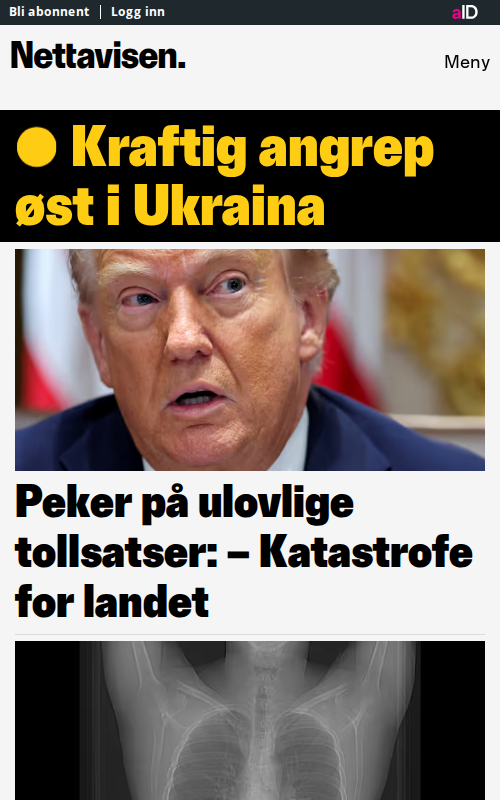 Bli abonnent | Logg inn
aID
Nettavisen.
Meny
Kraftig angrep
øst i Ukraina
Peker på ulovlige
tollsatser: – Katastrofe
for landet